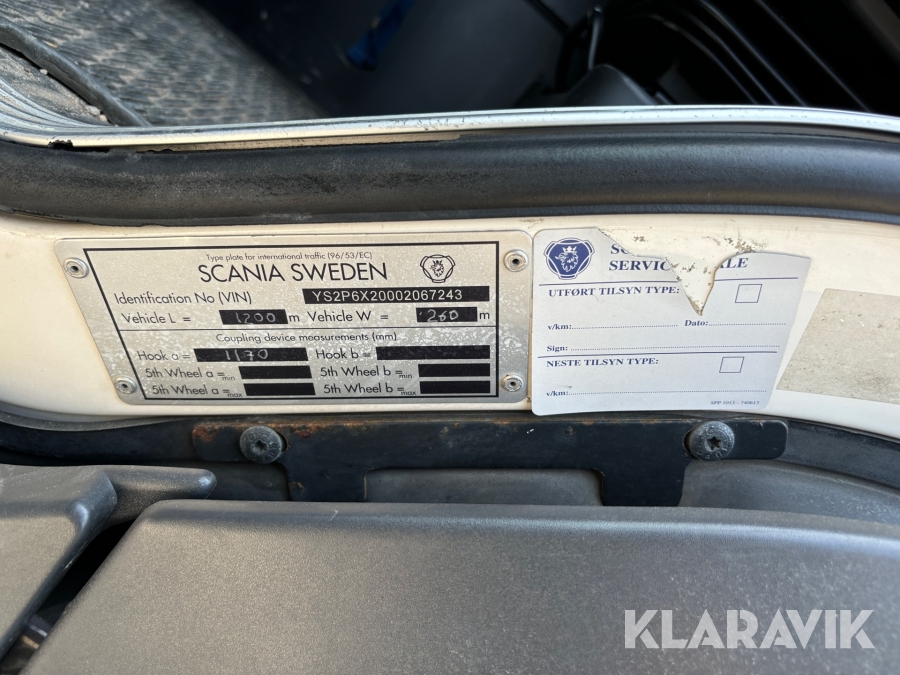 Type plate for international traffic (96/53/EC)
SCANIA SWEDEN
Identification No (VIN) YS2P6X20002067243
Vehicle L = 1200 m Vehicle W = 260 m
Coupling device measurements (mm)
Hook a = 1170 Hook b =
5th Wheel a =min 5th Wheel b =min
5th Wheel a =max 5th Wheel b =max
SERVIC ALE
UTFØRT TILSYN TYPE:
v/km: Dato:
Sign:
NESTE TILSYN TYPE:
v/km:
KLARAVIK